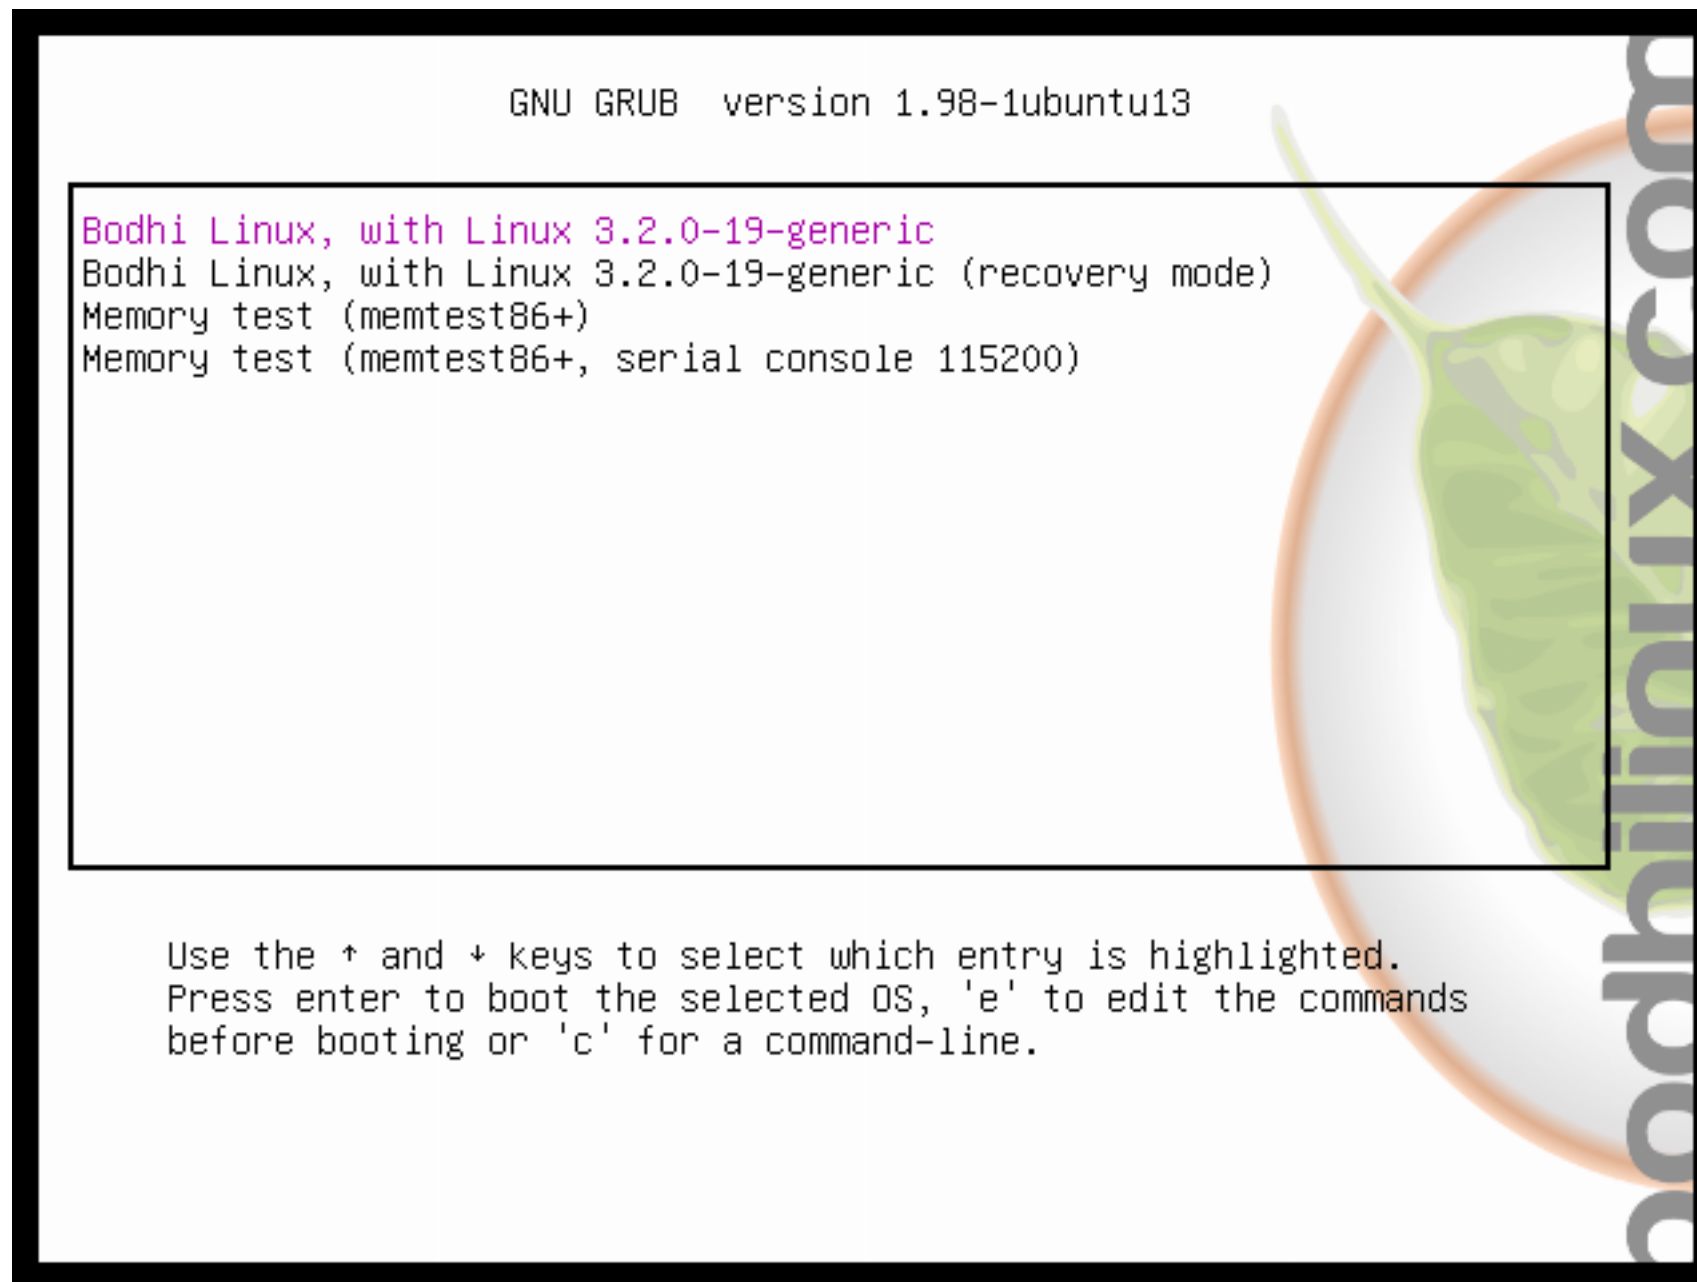 GNU GRUB  version 1.98-1ubuntu13
Bodhi Linux, with Linux 3.2.0-19-generic
Bodhi Linux, with Linux 3.2.0-19-generic (recovery mode)
Memory test (memtest86+)
Memory test (memtest86+, serial console 115200)
Use the ↑ and ↓ keys to select which entry is highlighted.
Press enter to boot the selected OS, 'e' to edit the commands
before booting or 'c' for a command-line.
bodhilinux.com